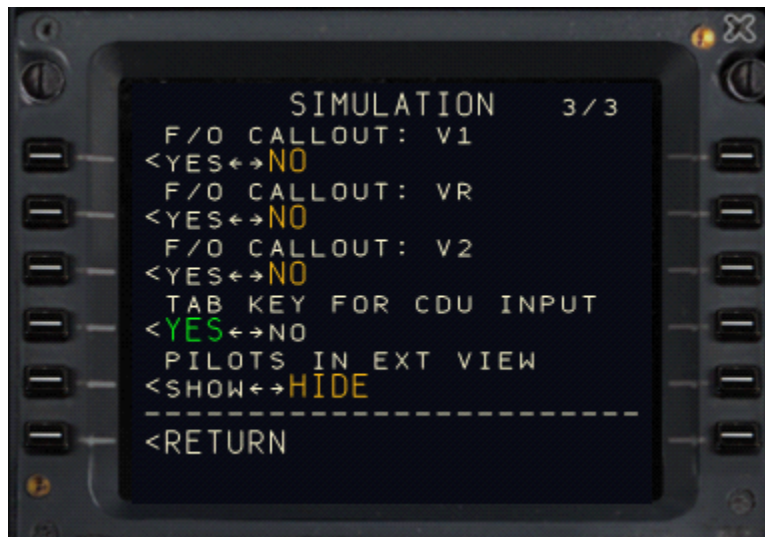 SIMULATION 3/3
F/O CALLOUT: V1
<YES←→NO
F/O CALLOUT: VR
<YES←→NO
F/O CALLOUT: V2
<YES←→NO
TAB KEY FOR CDU INPUT
<YES←→NO
PILOTS IN EXT VIEW
<SHOW←→HIDE
--------------------------
<RETURN